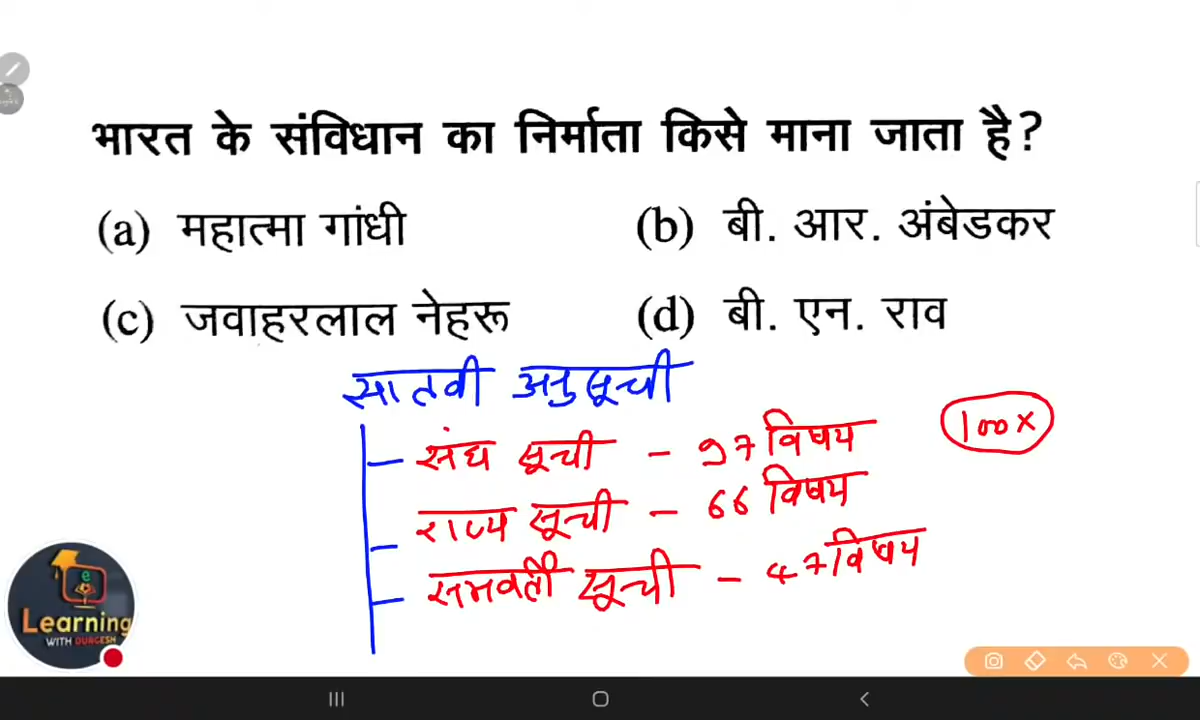 भारत के संविधान का निर्माता किसे माना जाता है?
(a) महात्मा गांधी
(b) बी. आर. अंबेडकर
(c) जवाहरलाल नेहरू
(d) बी. एन. राव
सातवी अनुसूची
संघ सूची - 97 विषय
100x
राज्य सूची - 66 विषय
समवर्ती सूची - 47 विषय
e
Learning
WITH DURGESH